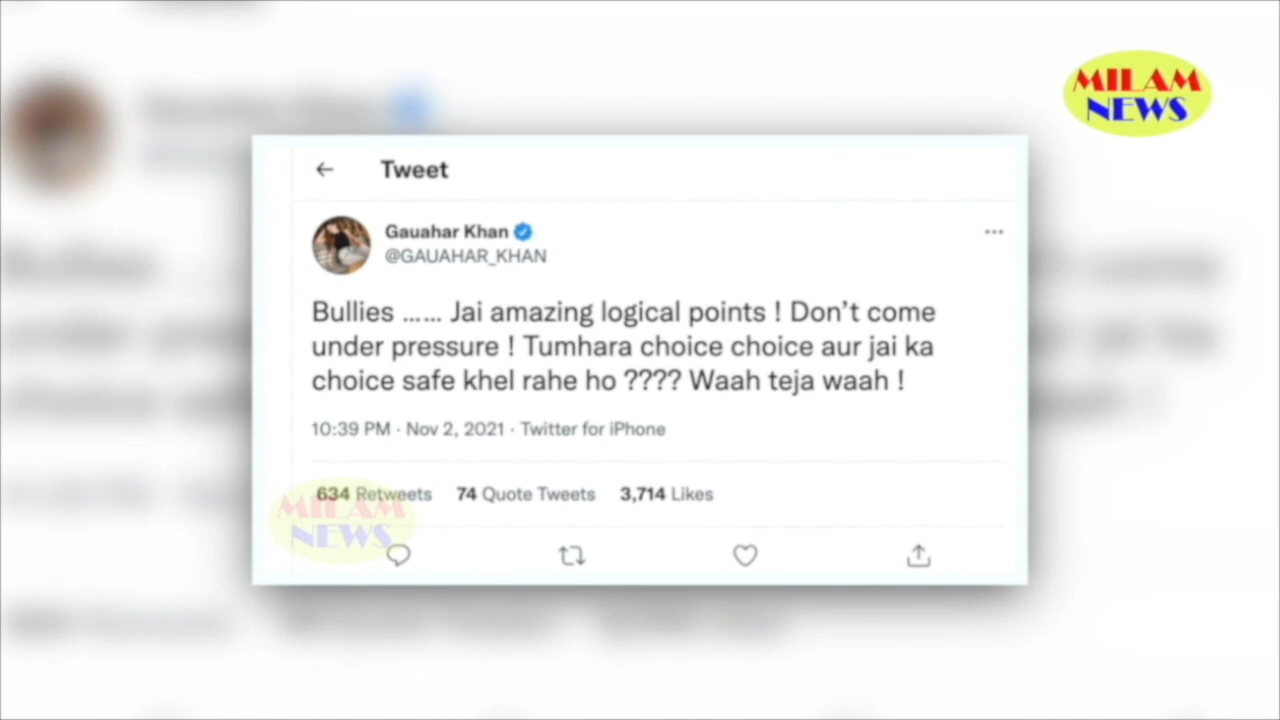 MILAM
NEWS
Tweet
Gauahar Khan
@GAUAHAR_KHAN
Bullies ...... Jai amazing logical points ! Don’t come
under pressure ! Tumhara choice choice aur jai ka
choice safe khel rahe ho ???? Waah teja waah !
10:39 PM · Nov 2, 2021 · Twitter for iPhone
634 Retweets 74 Quote Tweets 3,714 Likes
MILAM
NEWS